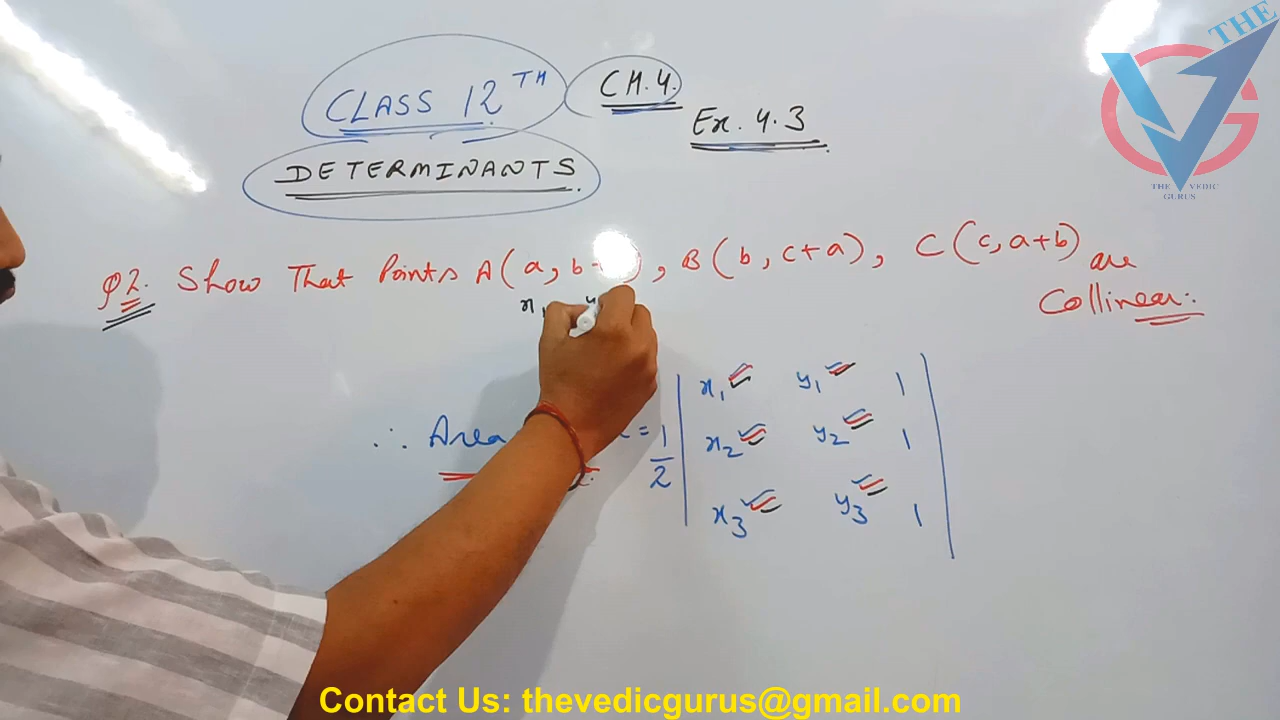 CLASS 12TH
CH.4.
Ex. 4.3
DETERMINANTS.
THE
THE VEDIC
GURUS
Q2. Show That Points A(a, b ), B(b, c+a), C(c, a+b) are
Collinear:
x1
∴ Area = 1/2 | x1 y1 1 |
x2 y2 1
x3 y3 1
Contact Us: thevedicgurus@gmail.com